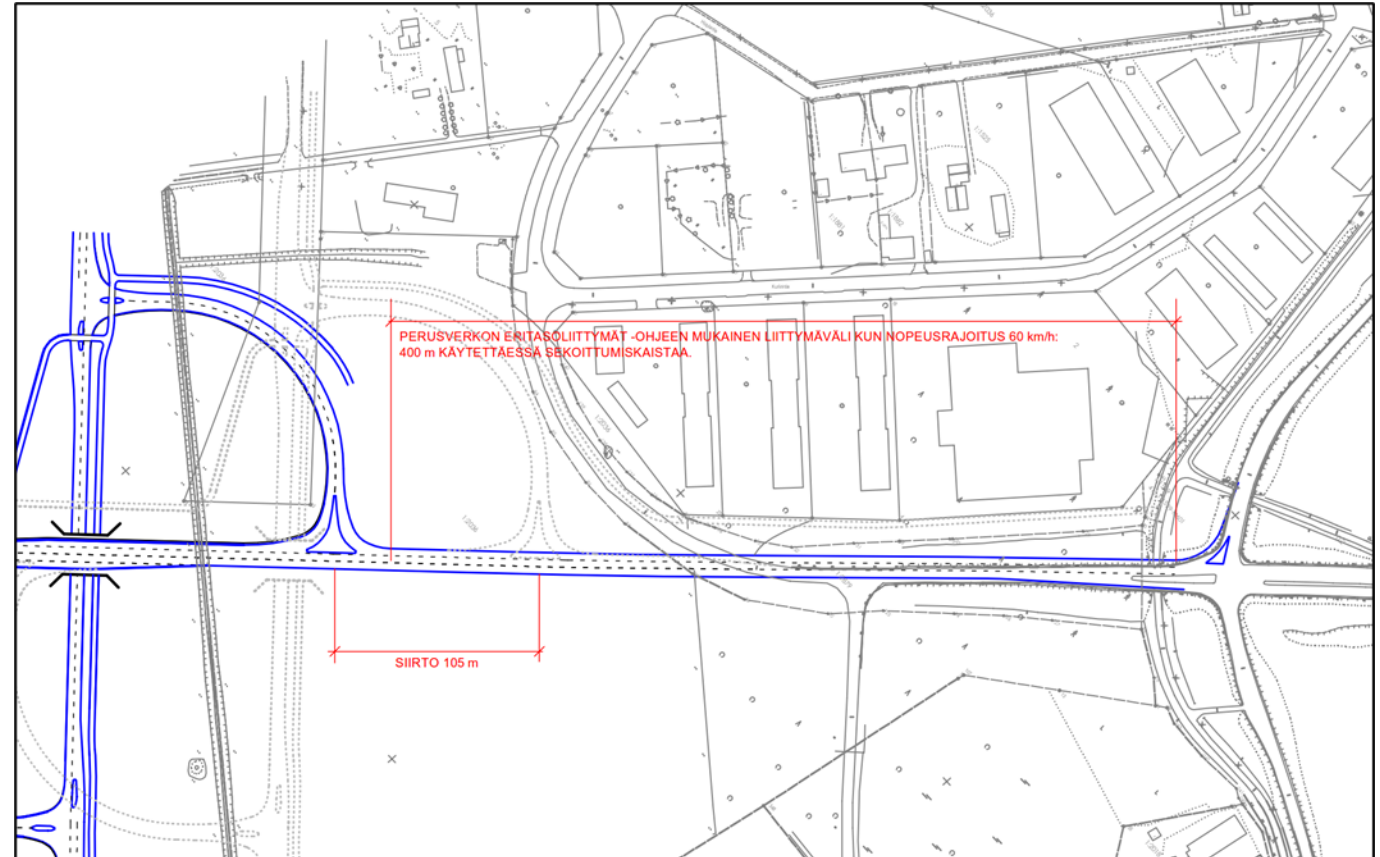 PERUSVERKON ERITASOLIITTYMÄT -OHJEEN MUKAINEN LIITTYMÄVÄLI KUN NOPEUSRAJOITUS 60 km/h:
400 m KÄYTETTÄESSÄ SEKOITTUMISKAISTAA.
SIIRTO 105 m